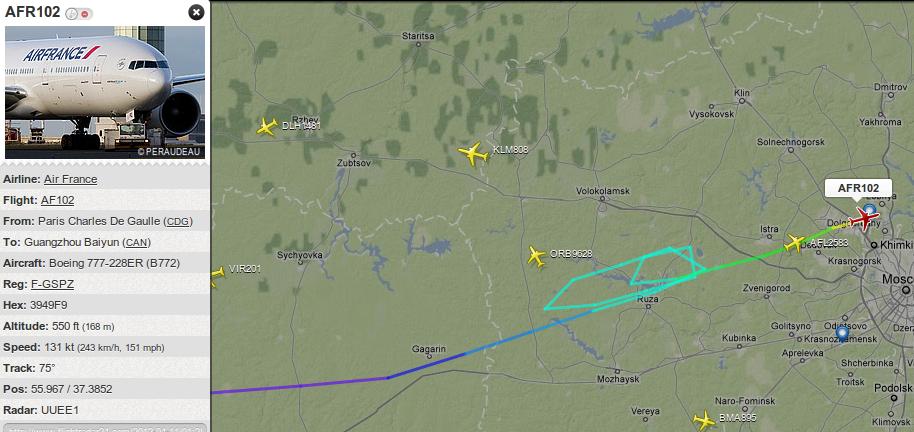 AFR102
AIRFRANCE
© PERAUDEAU
Airline: Air France
Flight: AF102
From: Paris Charles De Gaulle (CDG)
To: Guangzhou Baiyun (CAN)
Aircraft: Boeing 777-228ER (B772)
Reg: F-GSPZ
Hex: 3949F9
Altitude: 550 ft (168 m)
Speed: 131 kt (243 km/h, 151 mph)
Track: 75°
Pos: 55.967 / 37.3852
Radar: UUEE1
Staritsa
Klin
Dmitrov
Vysokovsk
Rzhev
DLH1481
Yakhroma
Solnechnogorsk
KLM808
Zubtsov
AFR102
Volokolamsk
Istra
AFL2583
Khimki
Sychyovka
ORB9628
Krasnogorsk
VIR201
Zvenigorod
Ruza
Golitsyno
Odintsovo
Krasnoznamensk
Kubinka
Gagarin
Aprelevka
Shcherbinka
Mozhaysk
Troitsk
Podolsk
Naro-Fominsk
Vereya
BMA895
Klimovsk